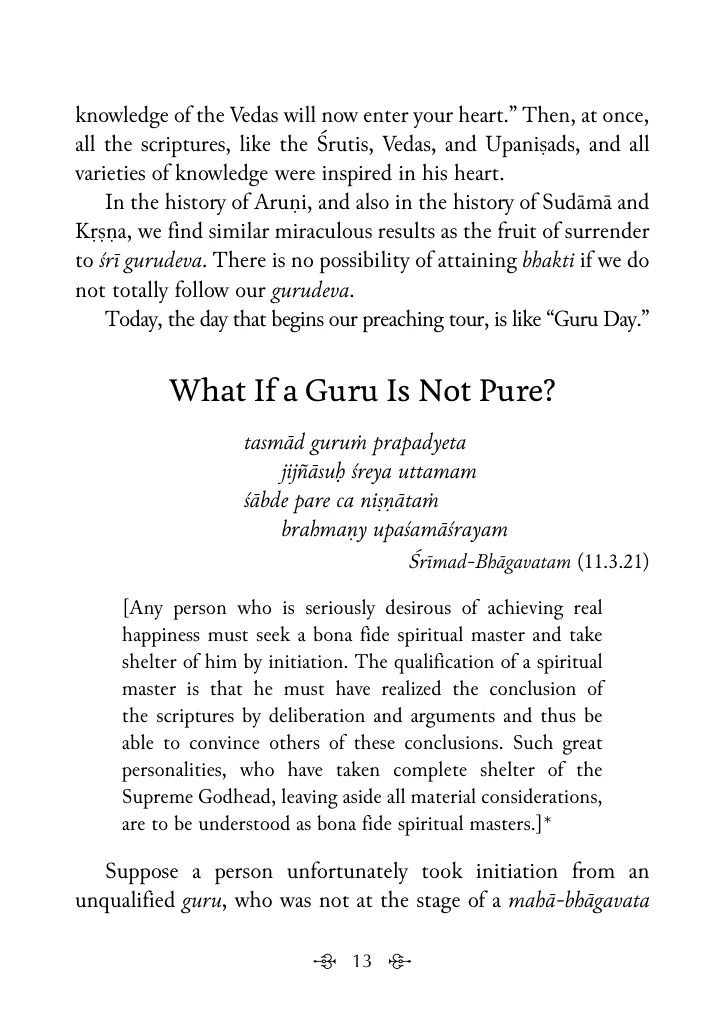 knowledge of the Vedas will now enter your heart.” Then, at once,
all the scriptures, like the Śrutis, Vedas, and Upaniṣads, and all
varieties of knowledge were inspired in his heart.
In the history of Aruṇi, and also in the history of Sudāmā and
Kṛṣṇa, we find similar miraculous results as the fruit of surrender
to śrī gurudeva. There is no possibility of attaining bhakti if we do
not totally follow our gurudeva.
Today, the day that begins our preaching tour, is like “Guru Day.”
What If a Guru Is Not Pure?
tasmād guruṁ prapadyeta
jijñāsuḥ śreya uttamam
śābde pare ca niṣṇātaṁ
brahmaṇy upaśamāśrayam
Śrīmad-Bhāgavatam (11.3.21)
[Any person who is seriously desirous of achieving real
happiness must seek a bona fide spiritual master and take
shelter of him by initiation. The qualification of a spiritual
master is that he must have realized the conclusion of
the scriptures by deliberation and arguments and thus be
able to convince others of these conclusions. Such great
personalities, who have taken complete shelter of the
Supreme Godhead, leaving aside all material considerations,
are to be understood as bona fide spiritual masters.]*
Suppose a person unfortunately took initiation from an
unqualified guru, who was not at the stage of a mahā-bhāgavata
13